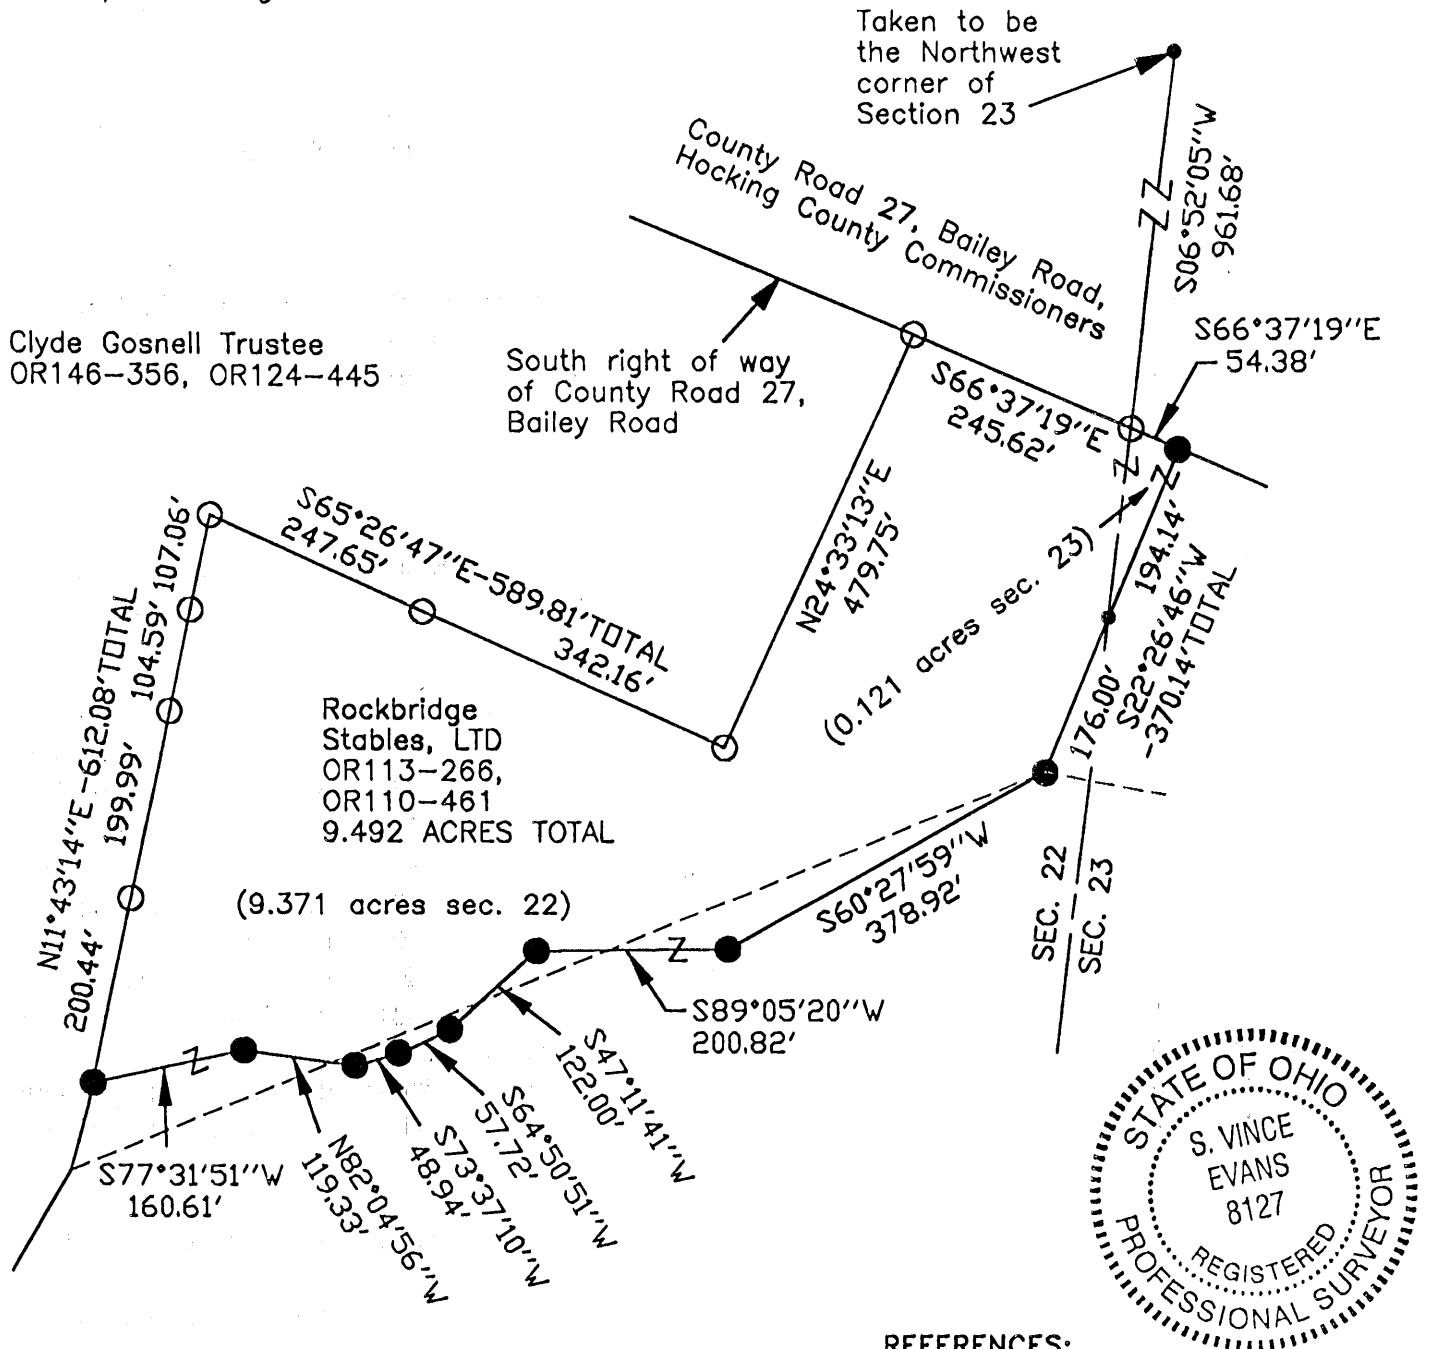 Taken to be
the Northwest
corner of
Section 23
S06°52'05"W
961.68'
County Road 27, Bailey Road,
Hocking County Commissioners
S66°37'19"E
54.38'
Clyde Gosnell Trustee
OR146-356, OR124-445
South right of way
of County Road 27,
Bailey Road
S66°37'19"E
245.62'
N24°33'13"E
479.75'
(0.121 acres sec. 23)
194.14'
S22°26'46"W
-370.14'TOTAL
176.00'
S65°26'47"E-589.81'TOTAL
247.65'
342.16'
107.06'
104.59'
N11°43'14"E-612.08'TOTAL
199.99'
200.44'
Rockbridge
Stables, LTD
OR113-266,
OR110-461
9.492 ACRES TOTAL
(9.371 acres sec. 22)
S60°27'59"W
378.92'
SEC. 22
SEC. 23
S89°05'20"W
200.82'
S47°11'41"W
122.00'
S64°50'51"W
57.72'
S73°37'10"W
48.94'
N82°04'56"W
119.33'
S77°31'51"W
160.61'
STATE OF OHIO
S. VINCE
EVANS
8127
REGISTERED
PROFESSIONAL SURVEYOR
REFERENCES: